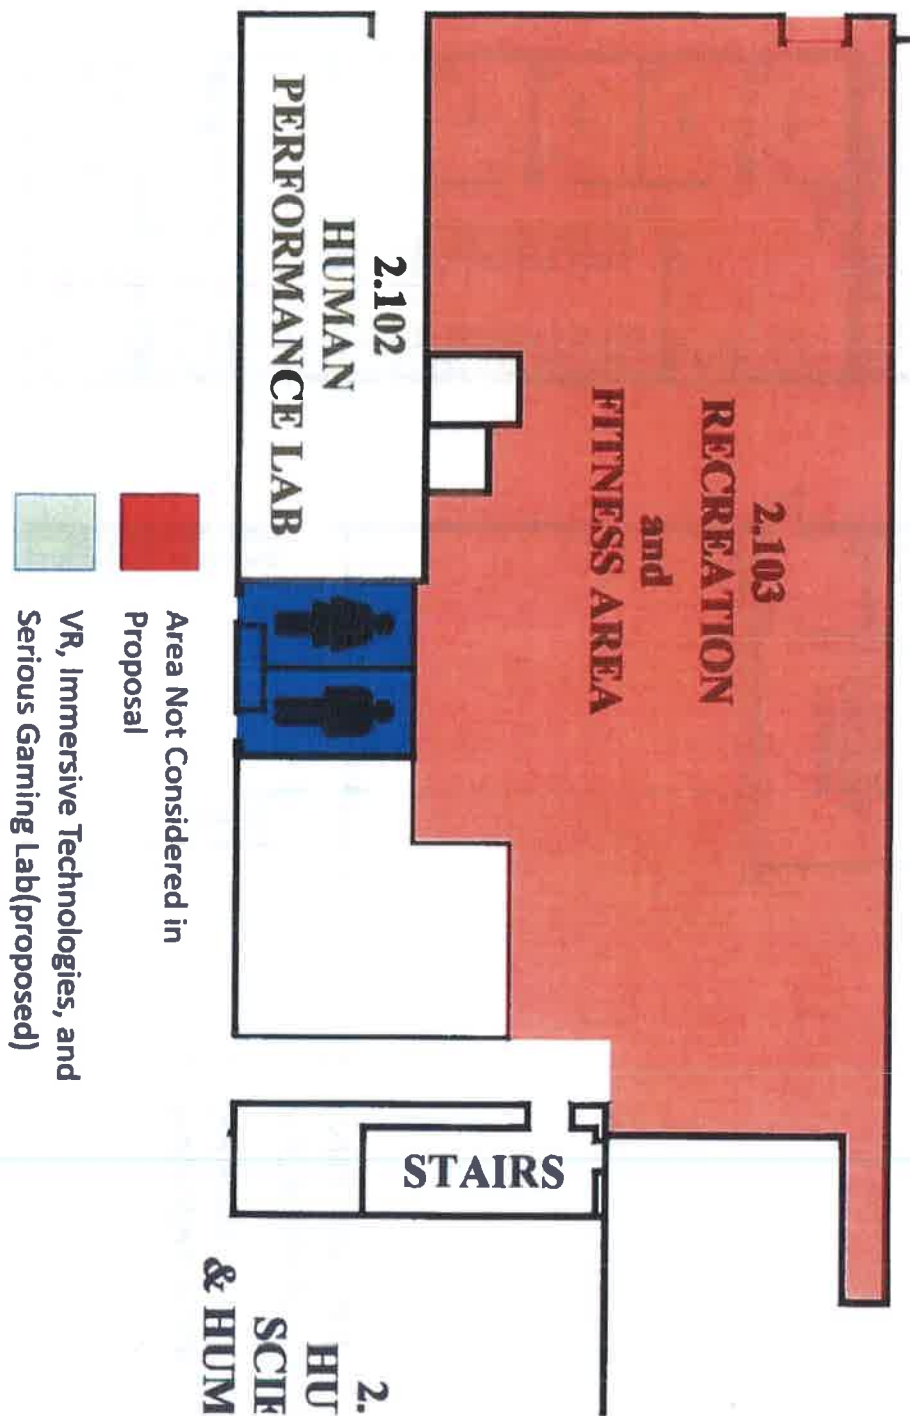 2.103
RECREATION
and
FITNESS AREA
2.102
HUMAN
PERFORMANCE LAB
STAIRS
2.
HU
SCIE
& HUM
Area Not Considered in
Proposal
VR, Immersive Technologies, and
Serious Gaming Lab(proposed)